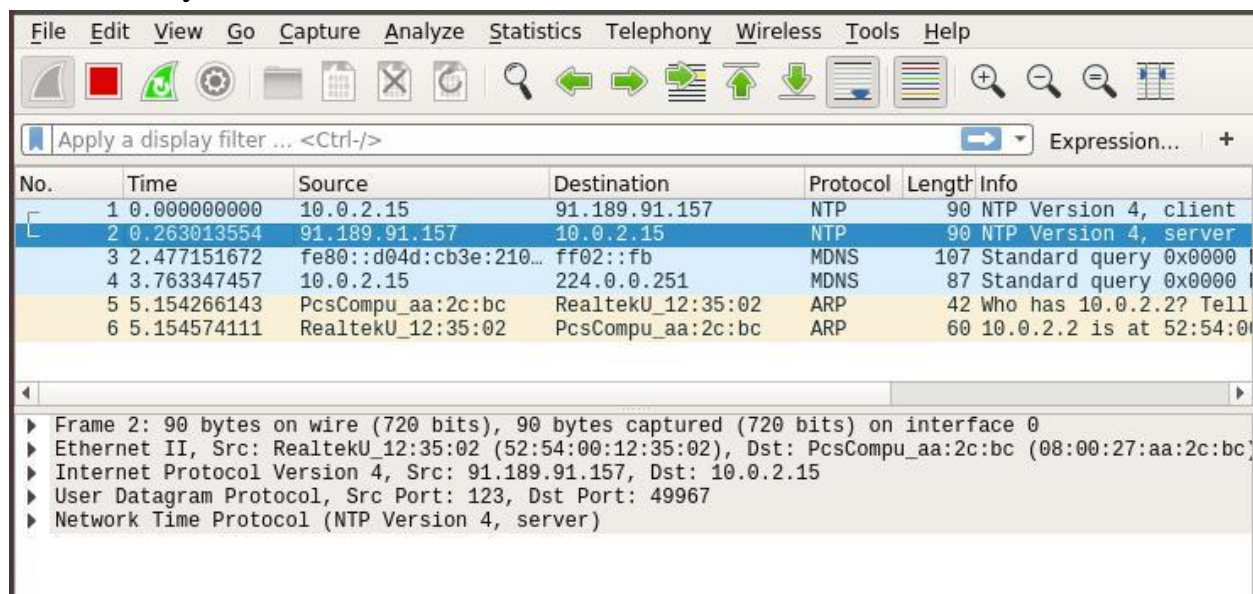 File Edit View Go Capture Analyze Statistics Telephony Wireless Tools Help
Apply a display filter ... <Ctrl-/> Expression... +
No. Time Source Destination Protocol Length Info
1 0.000000000 10.0.2.15 91.189.91.157 NTP 90 NTP Version 4, client
2 0.263013554 91.189.91.157 10.0.2.15 NTP 90 NTP Version 4, server
3 2.477151672 fe80::d04d:cb3e:210… ff02::fb MDNS 107 Standard query 0x0000
4 3.763347457 10.0.2.15 224.0.0.251 MDNS 87 Standard query 0x0000
5 5.154266143 PcsCompu_aa:2c:bc RealtekU_12:35:02 ARP 42 Who has 10.0.2.2? Tell
6 5.154574111 RealtekU_12:35:02 PcsCompu_aa:2c:bc ARP 60 10.0.2.2 is at 52:54:00
Frame 2: 90 bytes on wire (720 bits), 90 bytes captured (720 bits) on interface 0
Ethernet II, Src: RealtekU_12:35:02 (52:54:00:12:35:02), Dst: PcsCompu_aa:2c:bc (08:00:27:aa:2c:bc)
Internet Protocol Version 4, Src: 91.189.91.157, Dst: 10.0.2.15
User Datagram Protocol, Src Port: 123, Dst Port: 49967
Network Time Protocol (NTP Version 4, server)